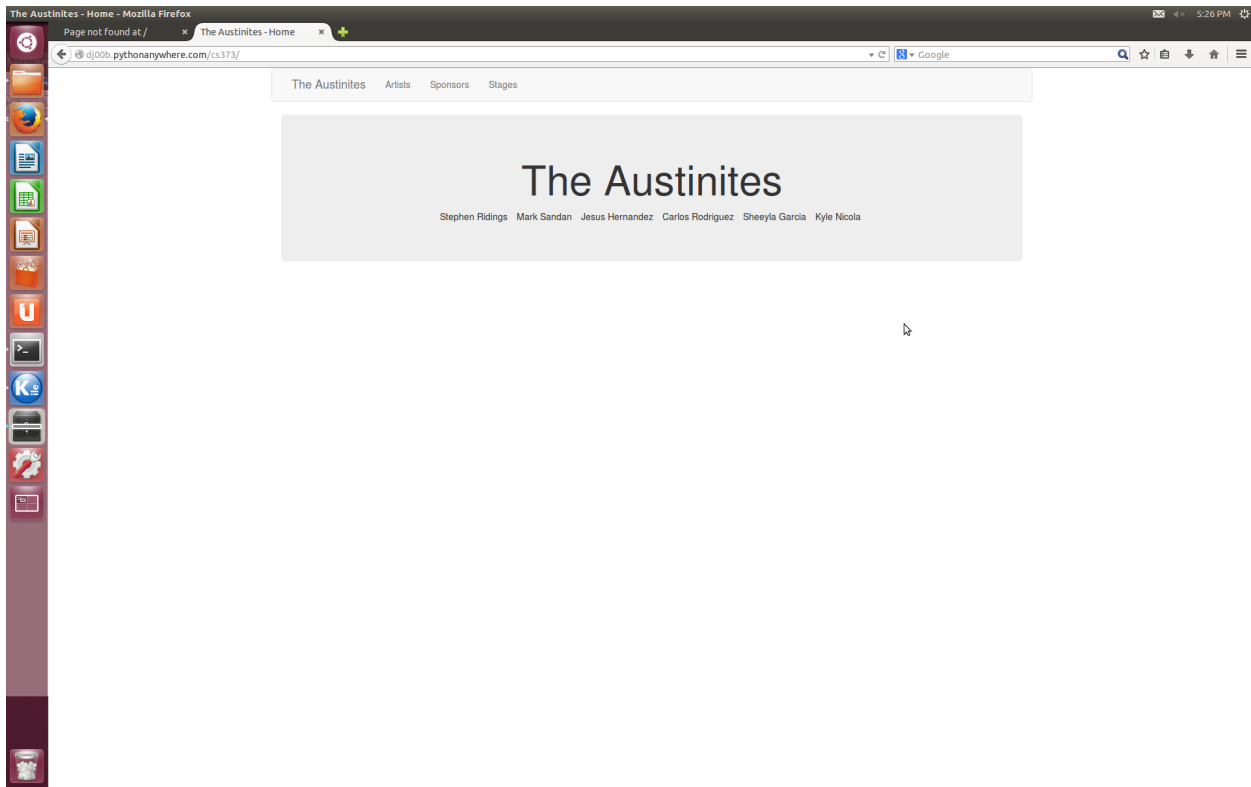 The Austinites - Home - Mozilla Firefox
5:26 PM
Page not found at /
The Austinites - Home
dj00b.pythonanywhere.com/cs373/
Google
The Austinites Artists Sponsors Stages
The Austinites
Stephen Ridings Mark Sandan Jesus Hernandez Carlos Rodriguez Sheeyla Garcia Kyle Nicola